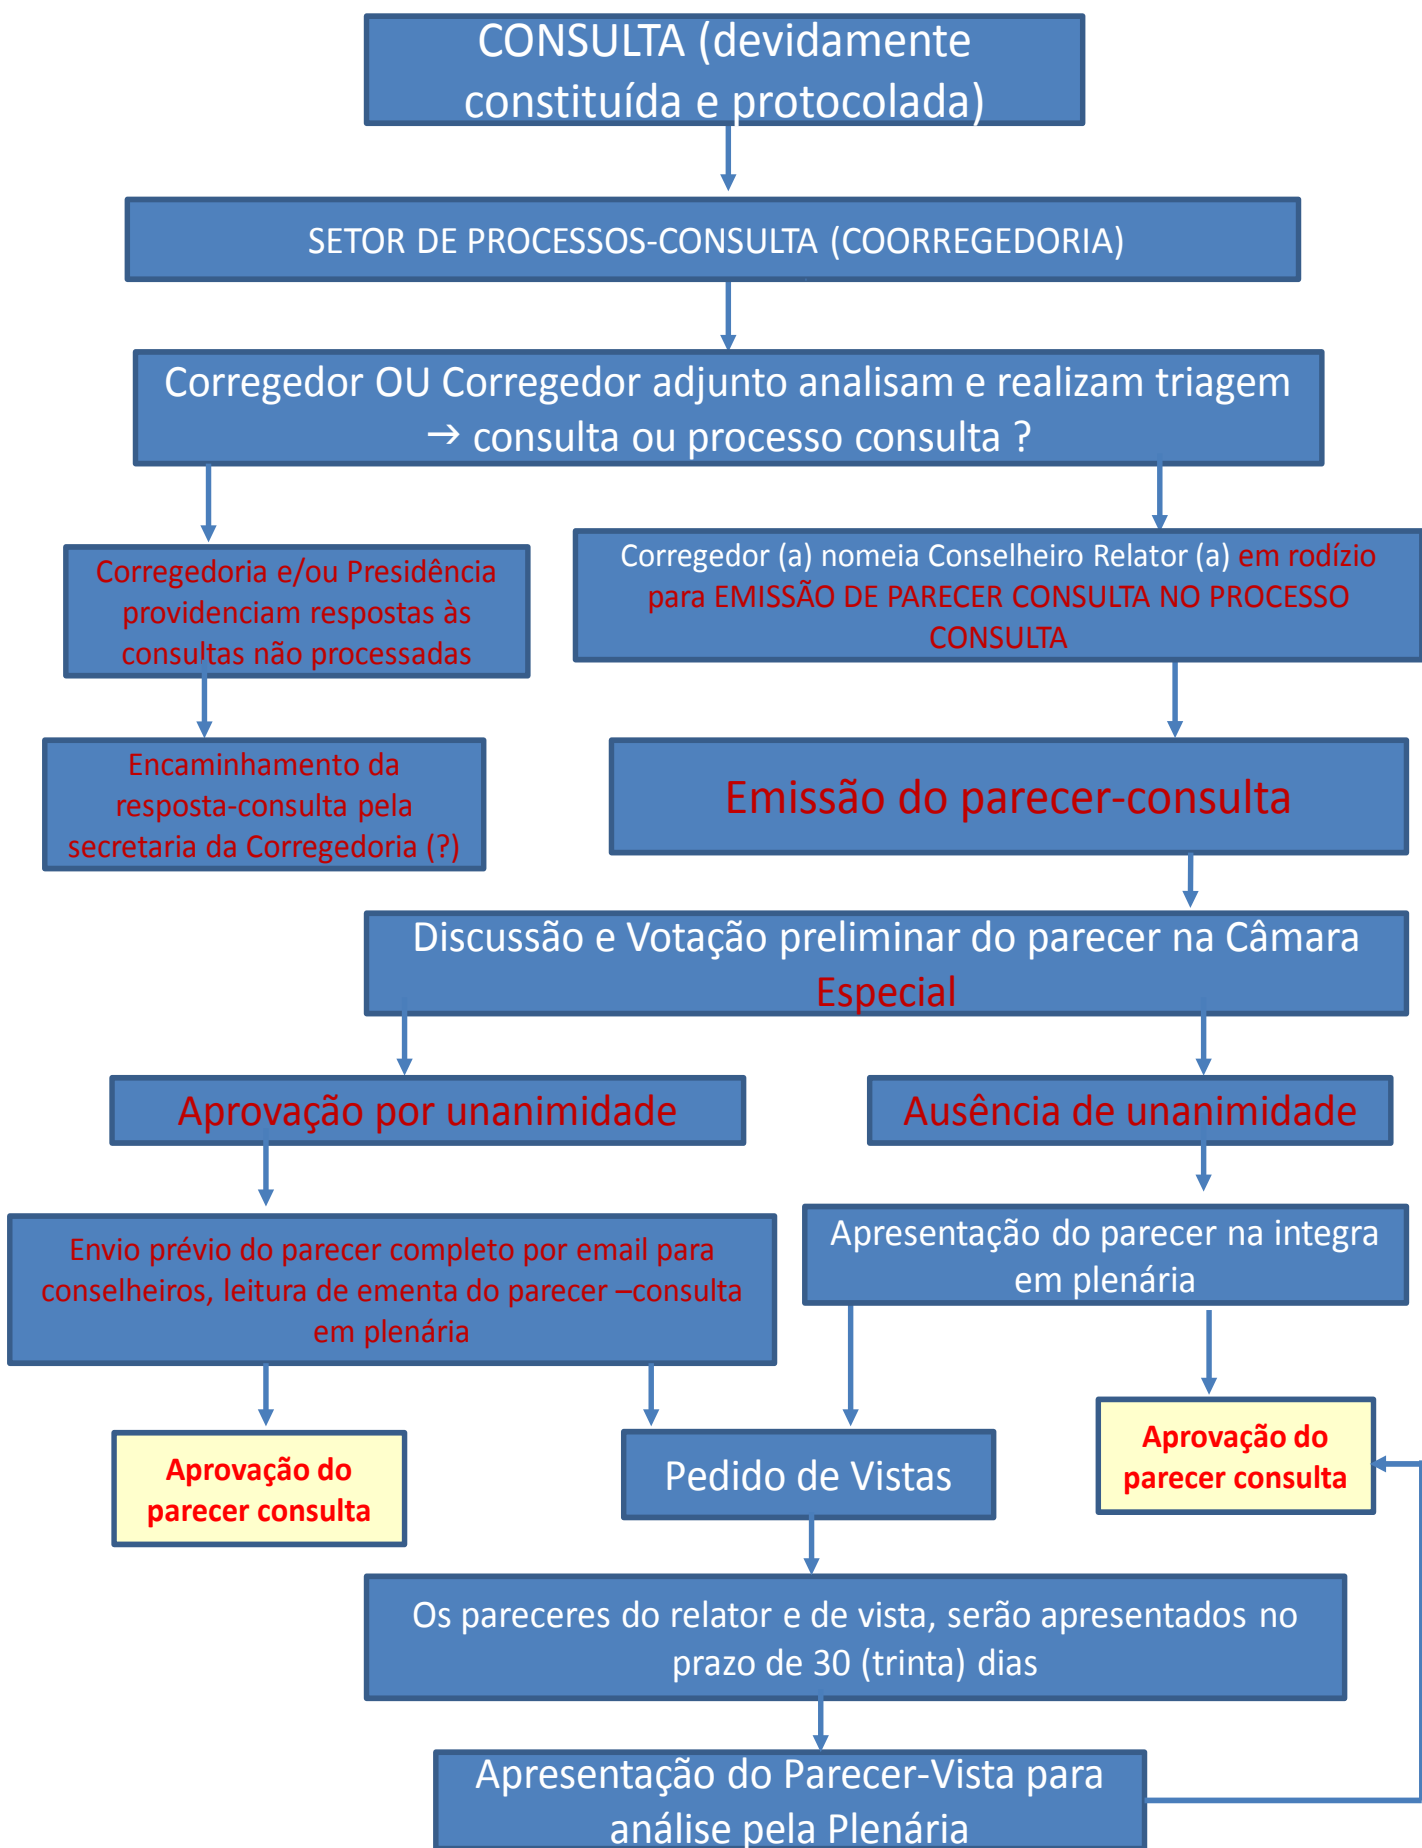 CONSULTA (devidamente
constituída e protocolada)
SETOR DE PROCESSOS-CONSULTA (COORREGEDORIA)
Corregedor OU Corregedor adjunto analisam e realizam triagem
→ consulta ou processo consulta ?
Corregedoria e/ou Presidência
providenciam respostas às
consultas não processadas
Corregedor (a) nomeia Conselheiro Relator (a) em rodízio
para EMISSÃO DE PARECER CONSULTA NO PROCESSO
CONSULTA
Encaminhamento da
resposta-consulta pela
secretaria da Corregedoria (?)
Emissão do parecer-consulta
Discussão e Votação preliminar do parecer na Câmara
Especial
Aprovação por unanimidade
Ausência de unanimidade
Envio prévio do parecer completo por email para
conselheiros, leitura de ementa do parecer –consulta
em plenária
Apresentação do parecer na integra
em plenária
Aprovação do
parecer consulta
Pedido de Vistas
Aprovação do
parecer consulta
Os pareceres do relator e de vista, serão apresentados no
prazo de 30 (trinta) dias
Apresentação do Parecer-Vista para
análise pela Plenária